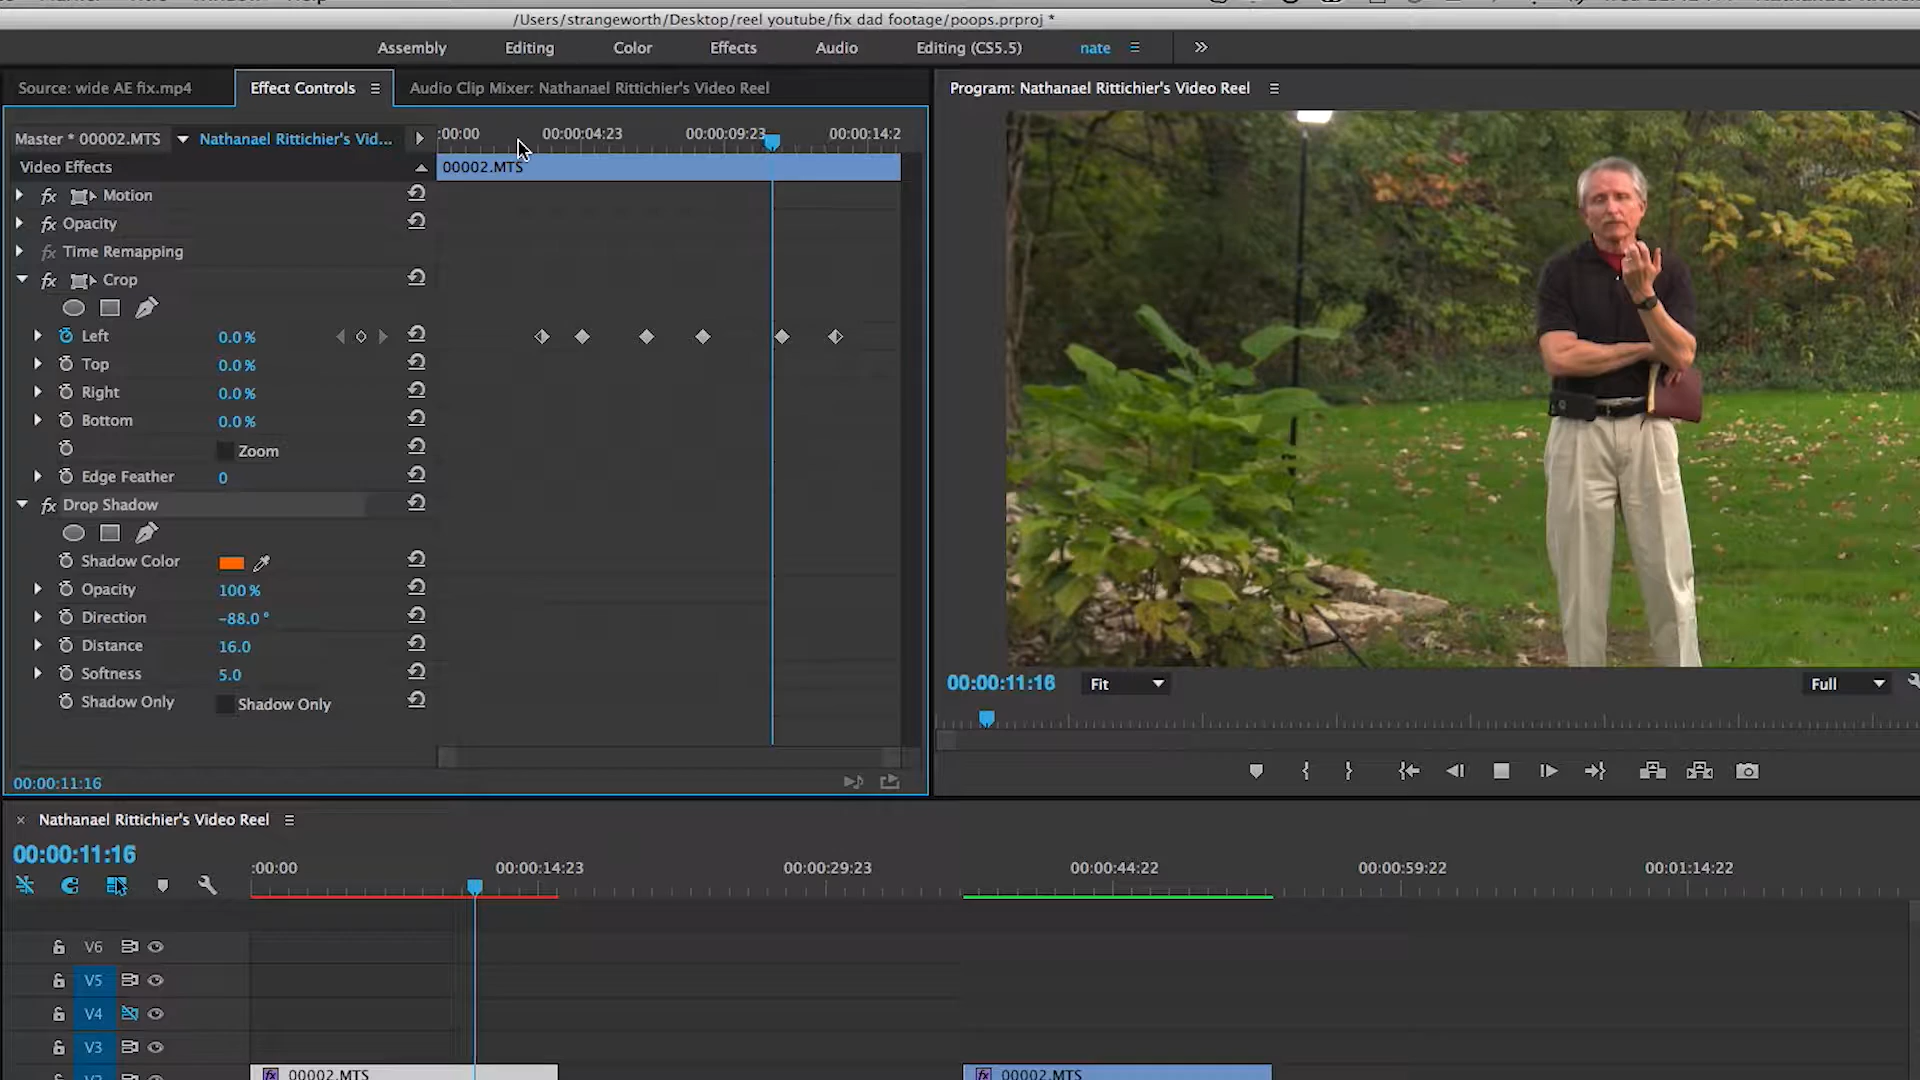 /Users/strangeworth/Desktop/reel youtube/fix dad footage/poops.prproj *
Assembly Editing Color Effects Audio Editing (CS5.5) nate
Source: wide AE fix.mp4 Effect Controls Audio Clip Mixer: Nathanael Rittichier's Video Reel
Program: Nathanael Rittichier's Video Reel
Master * 00002.MTS Nathanael Rittichier's Vid... :00:00 00:00:04:23 00:00:09:23 00:00:14:2
Video Effects 00002.MTS
fx Motion
fx Opacity
fx Time Remapping
fx Crop
Left 0.0 %
Top 0.0 %
Right 0.0 %
Bottom 0.0 %
Zoom
Edge Feather 0
fx Drop Shadow
Shadow Color
Opacity 100 %
Direction -88.0 °
Distance 16.0
Softness 5.0
Shadow Only Shadow Only
00:00:11:16
00:00:11:16 Fit Full
Nathanael Rittichier's Video Reel
00:00:11:16
:00:00 00:00:14:23 00:00:29:23 00:00:44:22 00:00:59:22 00:01:14:22
V6
V5
V4
V3
fx 00002.MTS fx 00002.MTS